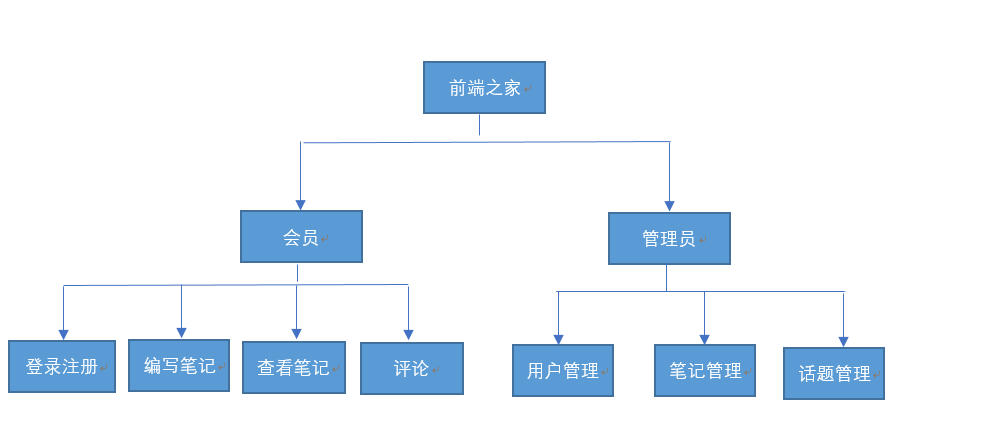 前端之家
会员
管理员
登录注册
编写笔记
查看笔记
评论
用户管理
笔记管理
话题管理